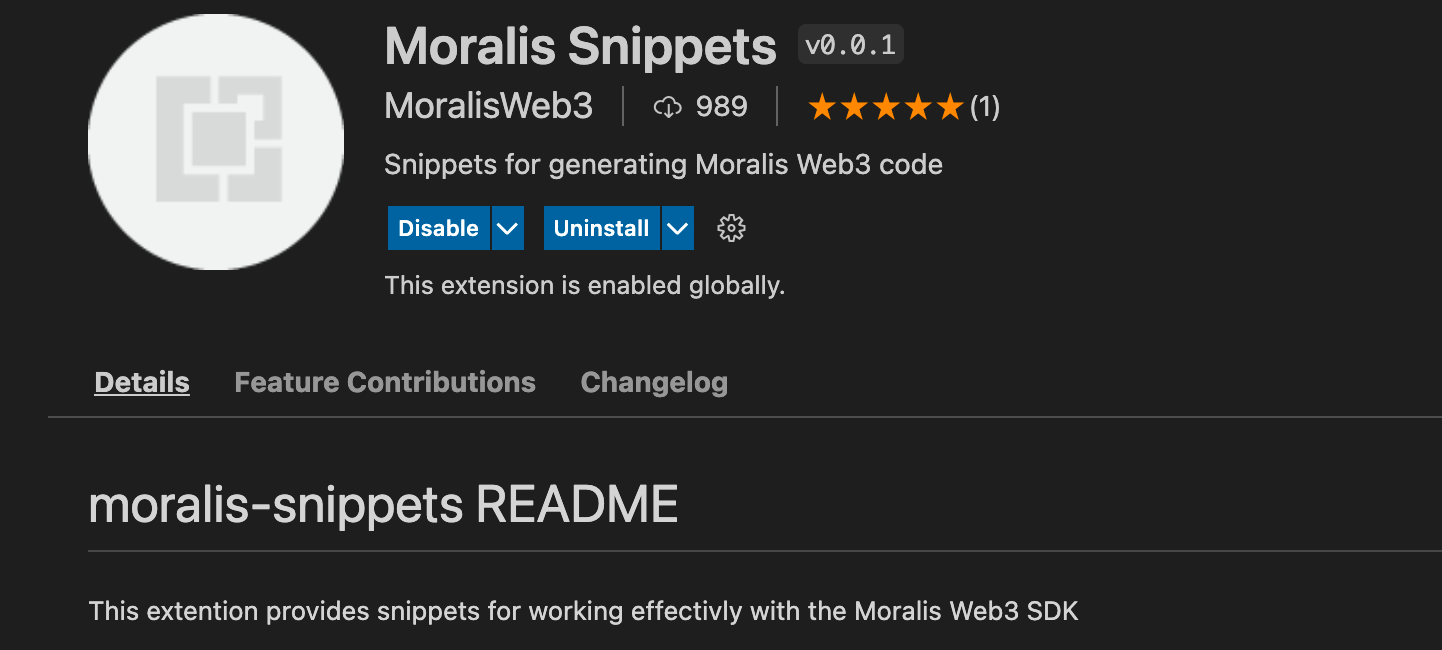 Moralis Snippets v0.0.1
MoralisWeb3 989 (1)
Snippets for generating Moralis Web3 code
Disable Uninstall
This extension is enabled globally.
Details Feature Contributions Changelog
moralis-snippets README
This extention provides snippets for working effectivly with the Moralis Web3 SDK